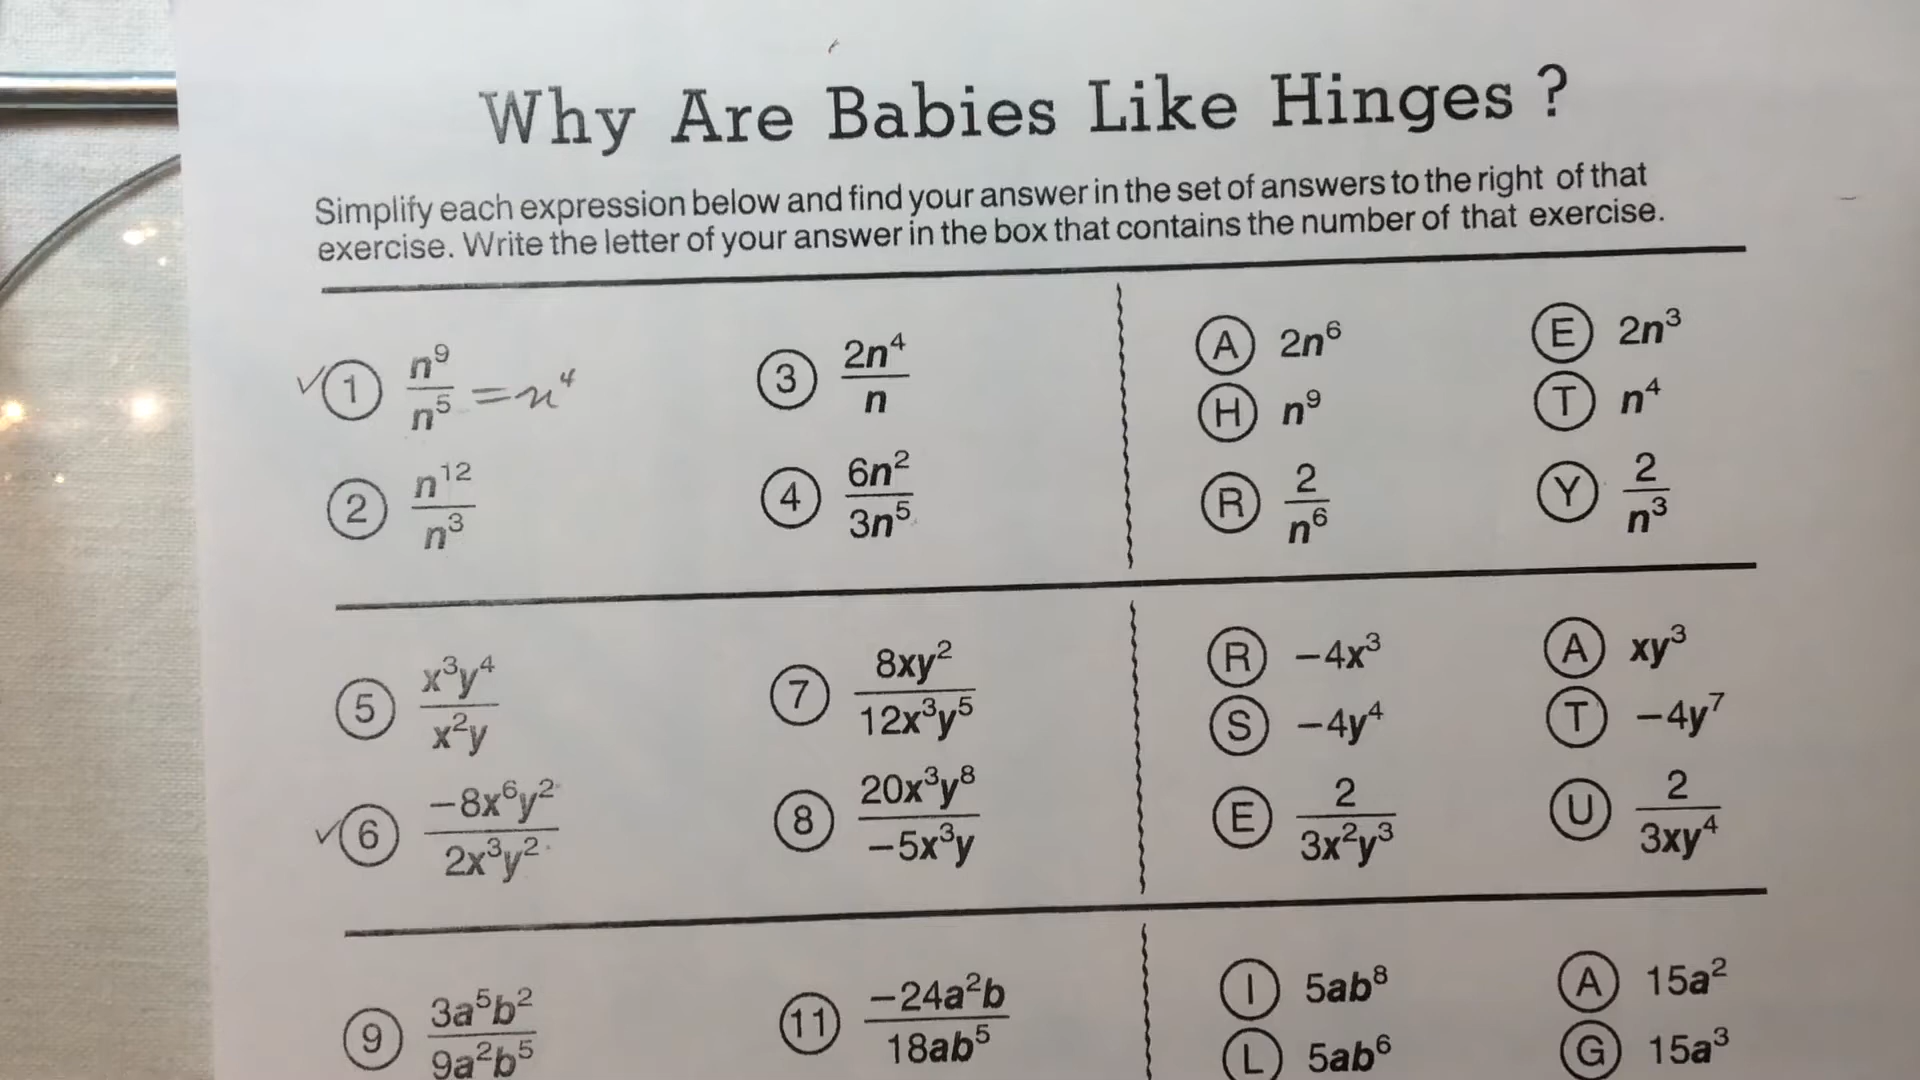 Why Are Babies Like Hinges ?
Simplify each expression below and find your answer in the set of answers to the right of that
exercise. Write the letter of your answer in the box that contains the number of that exercise.
✓ ① n⁹/n⁵ = n⁴
② n¹²/n³
③ 2n⁴/n
④ 6n²/3n⁵
Ⓐ 2n⁶
Ⓗ n⁹
Ⓡ 2/n⁶
Ⓔ 2n³
Ⓣ n⁴
Ⓨ 2/n³
⑤ x³y⁴/x²y
✓ ⑥ −8x⁶y²/2x³y²
⑦ 8xy²/12x³y⁵
⑧ 20x³y⁸/−5x³y
Ⓡ −4x³
Ⓢ −4y⁴
Ⓔ 2/3x²y³
Ⓐ xy³
Ⓣ −4y⁷
Ⓤ 2/3xy⁴
⑨ 3a⁵b²/9a²b⁵
⑪ −24a²b/18ab⁵
Ⓘ 5ab⁸
Ⓛ 5ab⁶
Ⓐ 15a²
Ⓖ 15a³